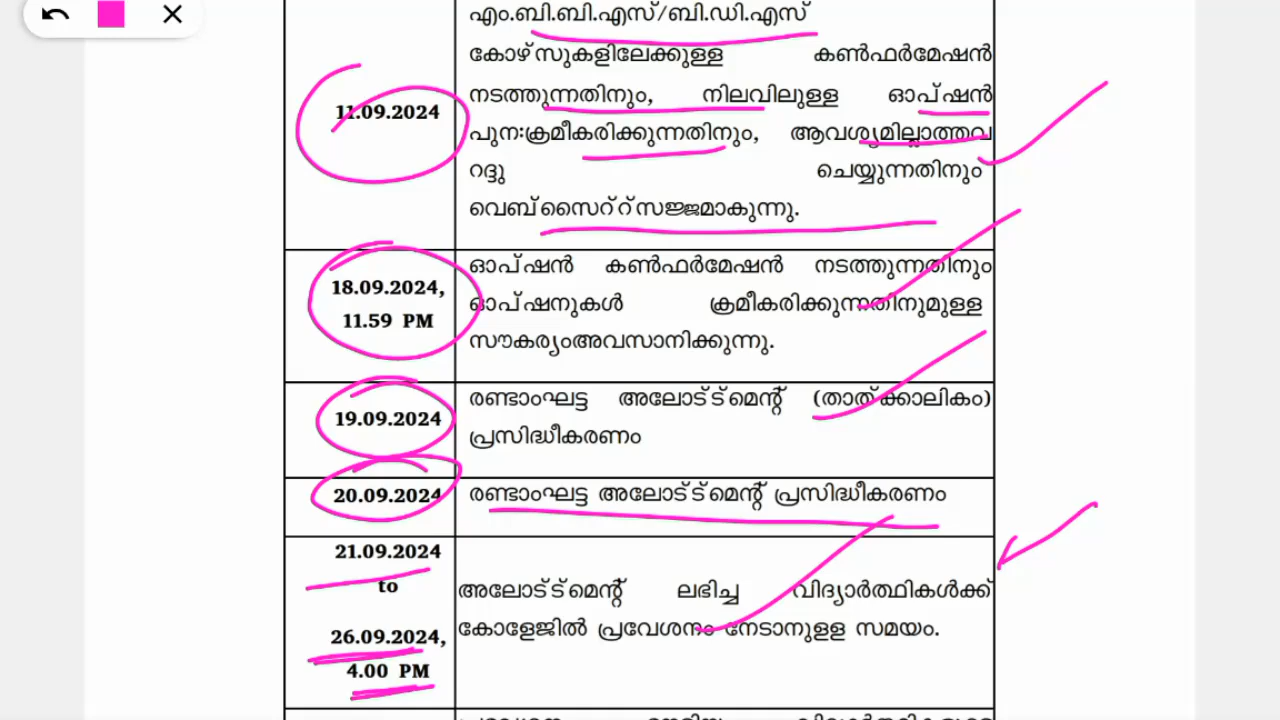 എം.ബി.ബി.എസ്/ബി.ഡി.എസ്
കോഴ്സുകളിലേക്കുള്ള കൺഫർമേഷൻ
11.09.2024
നടത്തുന്നതിനും, നിലവിലുള്ള ഓപ്ഷൻ
പുനഃക്രമീകരിക്കുന്നതിനും, ആവശ്യമില്ലാത്തവ
റദ്ദു ചെയ്യുന്നതിനും
വെബ്സൈറ്റ് സജ്ജമാകുന്നു.
18.09.2024,
11.59 PM
ഓപ്ഷൻ കൺഫർമേഷൻ നടത്തുന്നതിനും
ഓപ്ഷനുകൾ ക്രമീകരിക്കുന്നതിനുമുള്ള
സൗകര്യംഅവസാനിക്കുന്നു.
19.09.2024
രണ്ടാംഘട്ട അലോട്ട്മെന്റ് (താത്ക്കാലികം)
പ്രസിദ്ധീകരണം
20.09.2024
രണ്ടാംഘട്ട അലോട്ട്മെന്റ് പ്രസിദ്ധീകരണം
21.09.2024
to
26.09.2024,
4.00 PM
അലോട്ട്മെന്റ് ലഭിച്ച വിദ്യാർത്ഥികൾക്ക്
കോളേജിൽ പ്രവേശനം നേടാനുളള സമയം.